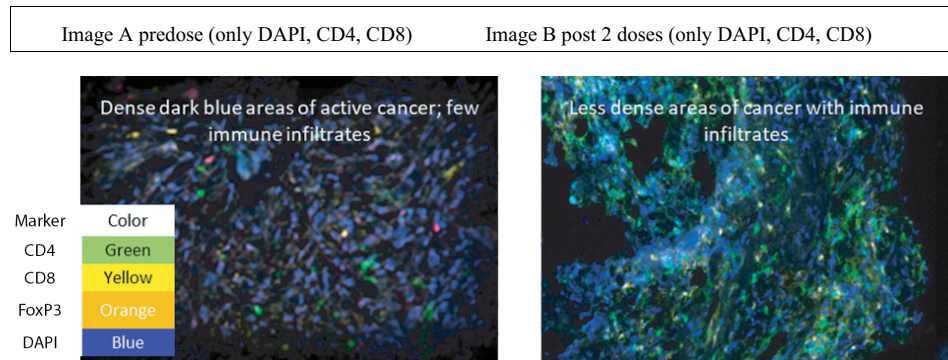 Image A predose (only DAPI, CD4, CD8) Image B post 2 doses (only DAPI, CD4, CD8)
Dense dark blue areas of active cancer; few
immune infiltrates
Less dense areas of cancer with immune
infiltrates
Marker Color
CD4 Green
CD8 Yellow
FoxP3 Orange
DAPI Blue